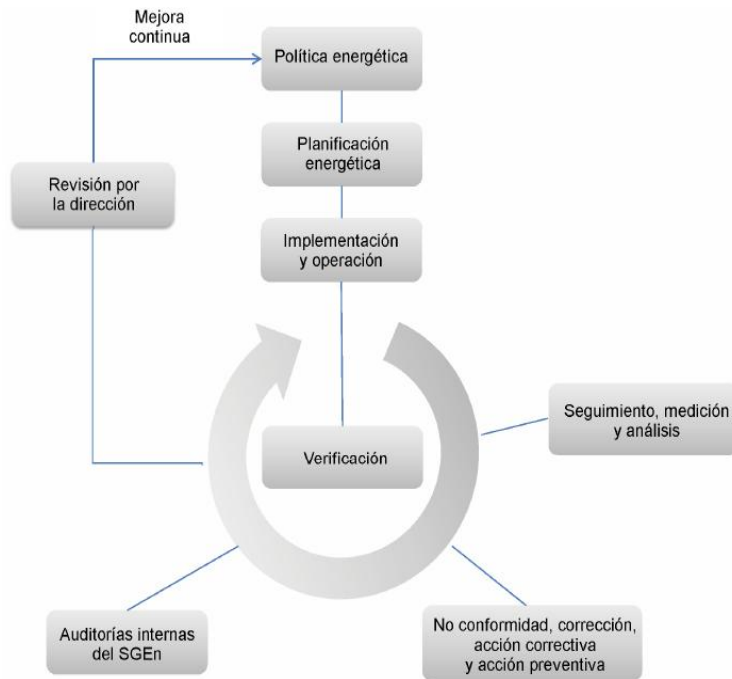 Mejora
continua
Política energética
Planificación
energética
Revisión por
la dirección
Implementación
y operación
Seguimiento, medición
y análisis
Verificación
Auditorías internas
del SGEn
No conformidad, corrección,
acción correctiva
y acción preventiva